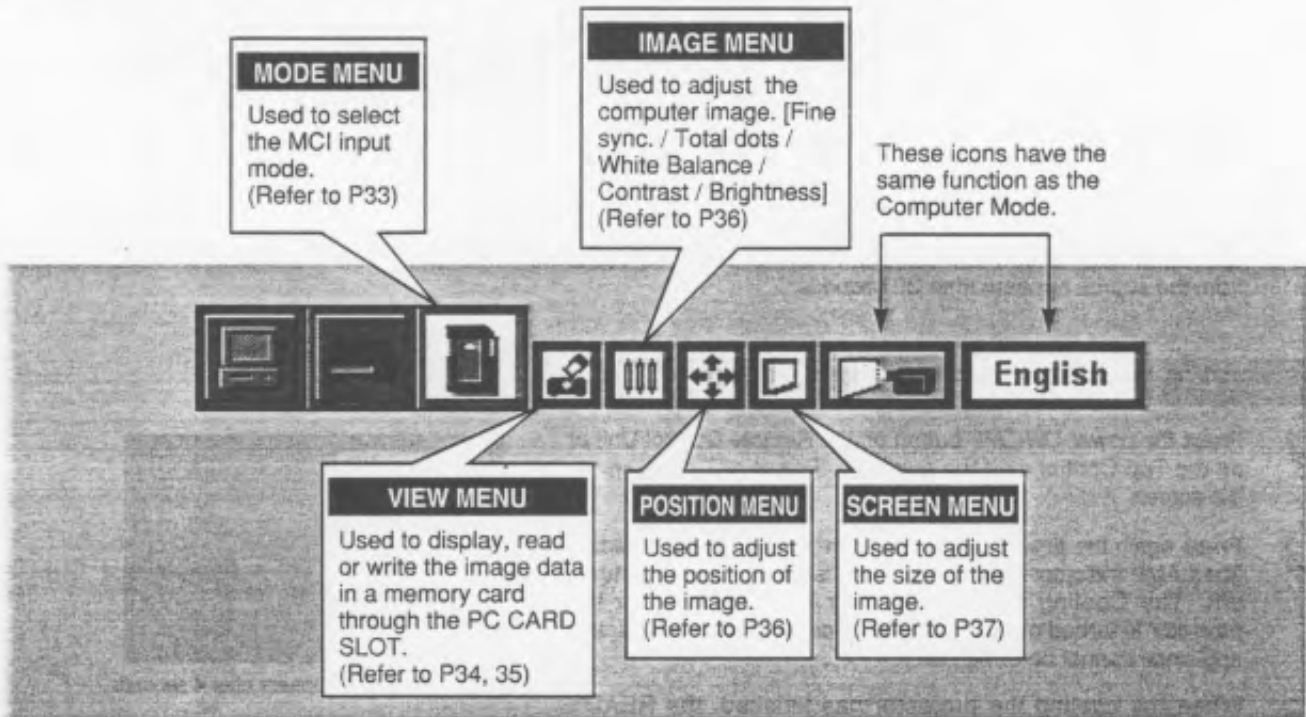 MODE MENU
Used to select
the MCI input
mode.
(Refer to P33)
IMAGE MENU
Used to adjust the
computer image. [Fine
sync. / Total dots /
White Balance /
Contrast / Brightness]
(Refer to P36)
These icons have the
same function as the
Computer Mode.
English
VIEW MENU
Used to display, read
or write the image data
in a memory card
through the PC CARD
SLOT.
(Refer to P34, 35)
POSITION MENU
Used to adjust
the position of
the image.
(Refer to P36)
SCREEN MENU
Used to adjust
the size of the
image.
(Refer to P37)